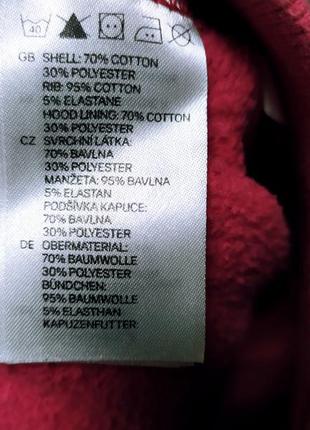 40
GB SHELL: 70% COTTON
30% POLYESTER
RIB: 95% COTTON
5% ELASTANE
HOOD LINING: 70% COTTON
30% POLYESTER
CZ SVRCHNÍ LÁTKA:
70% BAVLNA
30% POLYESTER
MANŽETA: 95% BAVLNA
5% ELASTAN
PODŠÍVKA KAPUCE:
70% BAVLNA
30% POLYESTER
DE OBERMATERIAL:
70% BAUMWOLLE
30% POLYESTER
BÜNDCHEN:
95% BAUMWOLLE
5% ELASTHAN
KAPUZENFUTTER: